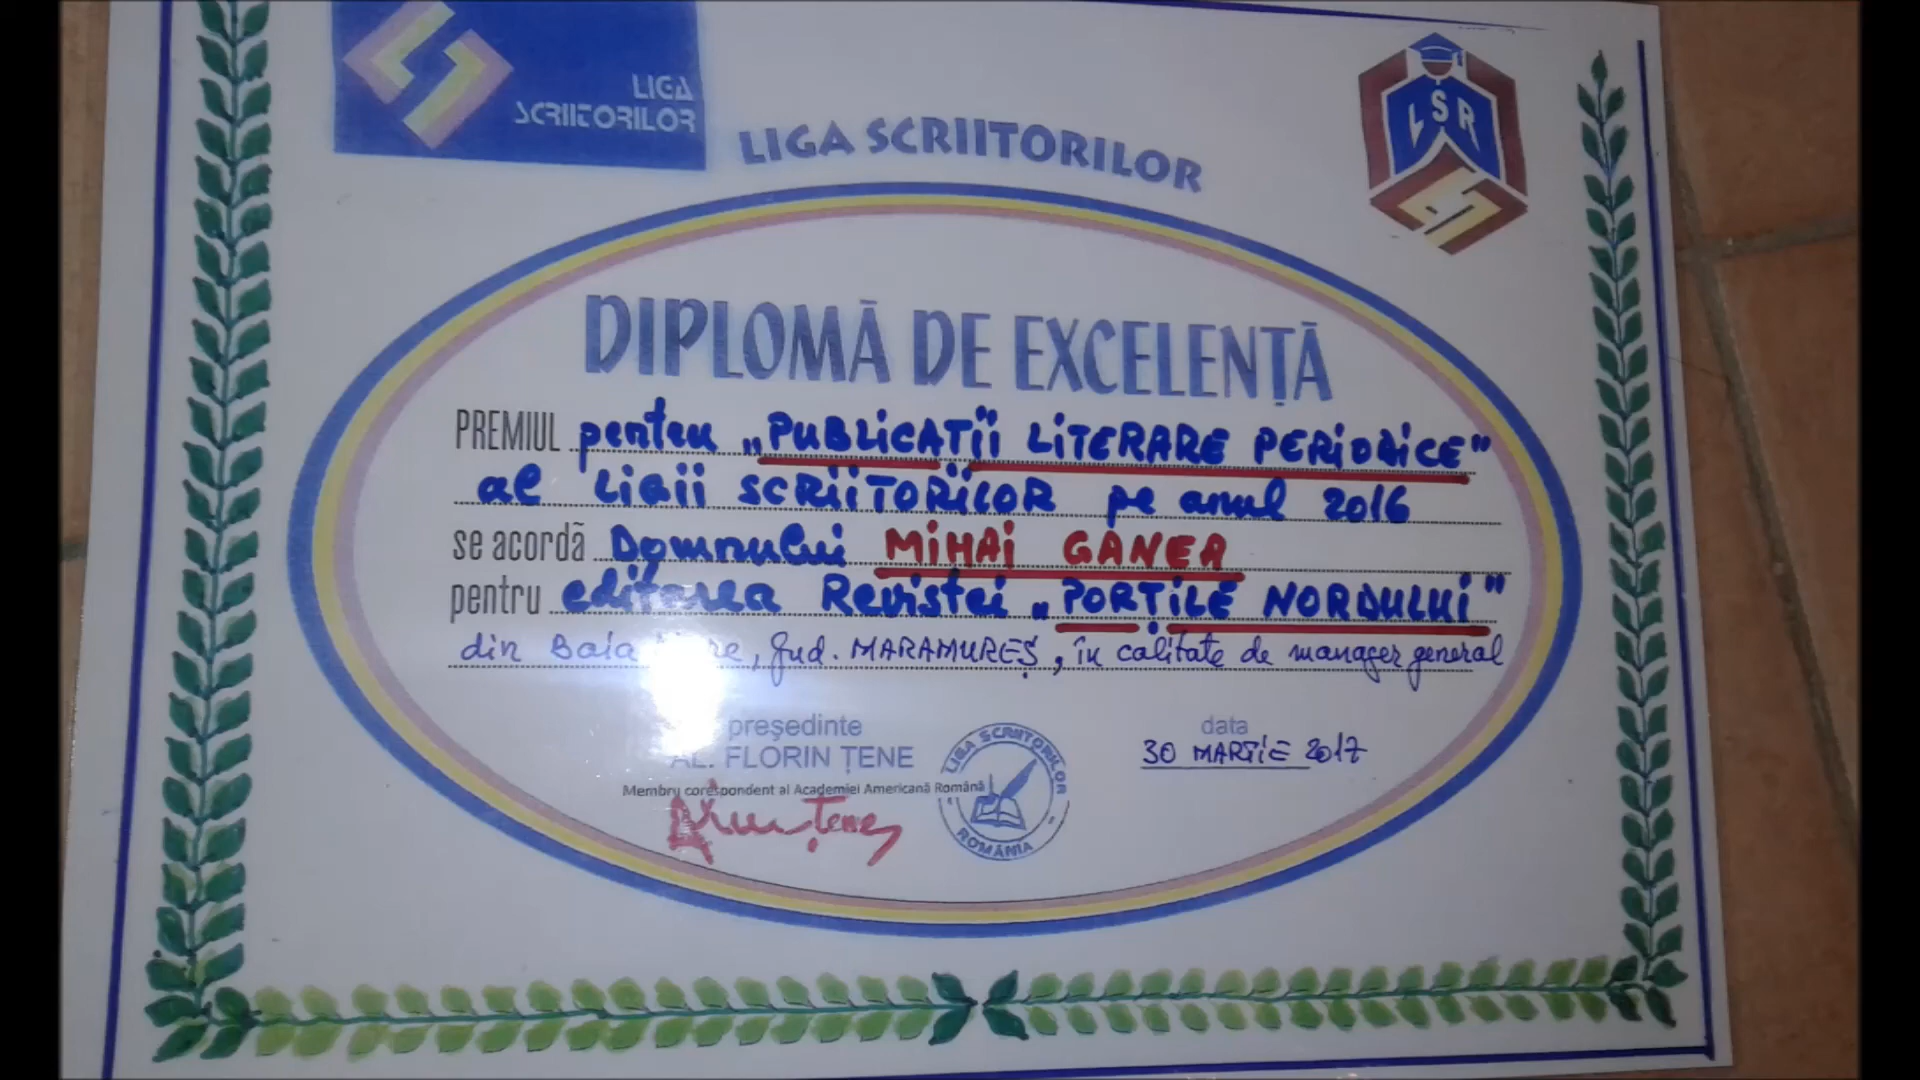 LIGA
SCRIITORILOR
LIGA SCRIITORILOR
LSR
DIPLOMĂ DE EXCELENȚĂ
PREMIUL pentru „PUBLICAȚII LITERARE PERIODICE"
al LIGII SCRIITORILOR pe anul 2016
se acordă Domnului MIHAI GANEA
pentru editarea Revistei „PORȚILE NORDULUI"
din Baia, Jud. MARAMUREȘ, în calitate de manager general
președinte
AL. FLORIN ȚENE
Membru corespondent al Academiei Americană Română
LIGA SCRIITORILOR
ROMÂNIA
data
30 MARTIE 2017